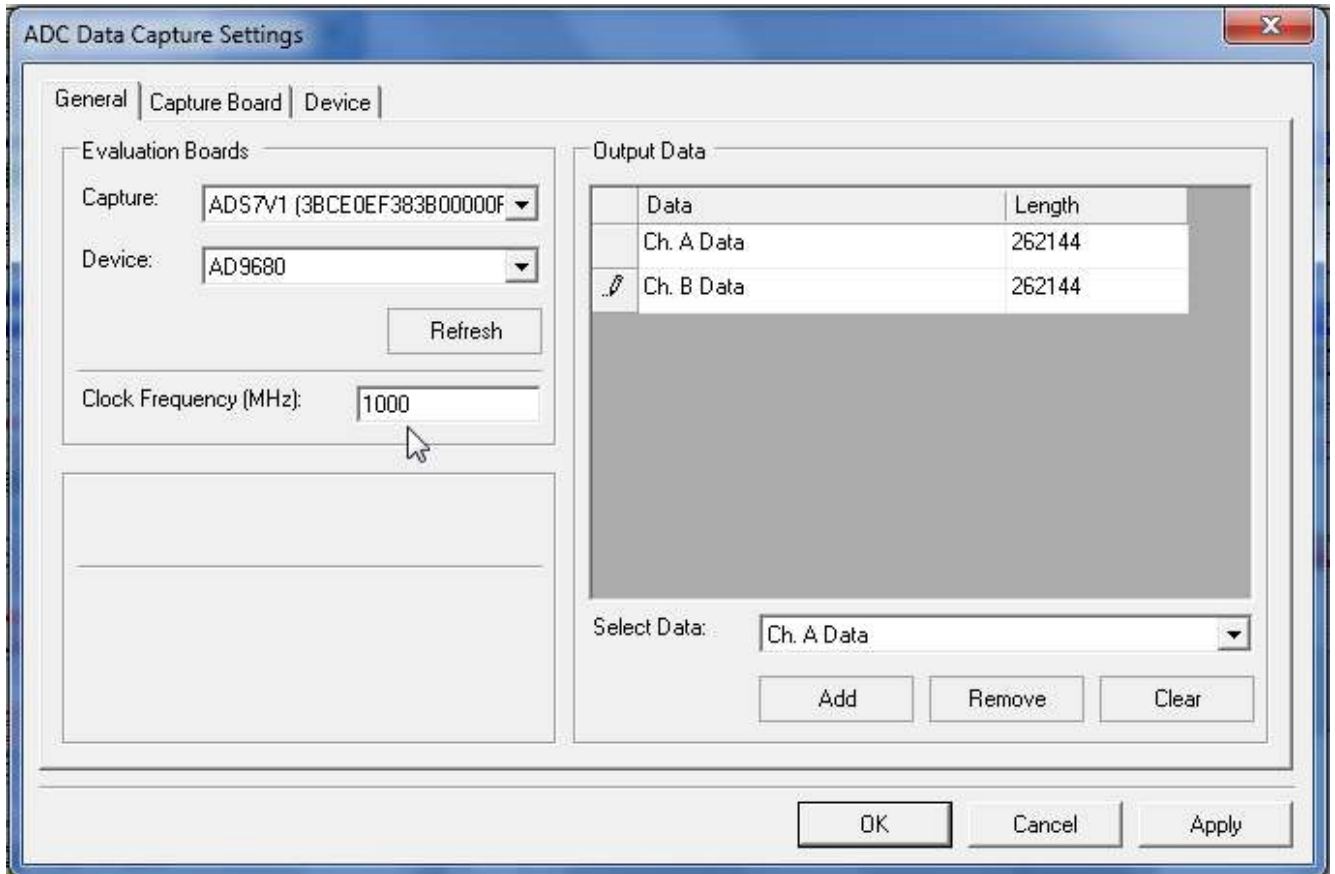 ADC Data Capture Settings
General
Capture Board
Device
Evaluation Boards
Capture:
ADS7V1 (3BCE0EF383B00000F
Device:
AD9680
Refresh
Clock Frequency (MHz):
1000
Output Data
Data Length
Ch. A Data 262144
Ch. B Data 262144
Select Data:
Ch. A Data
Add
Remove
Clear
OK
Cancel
Apply